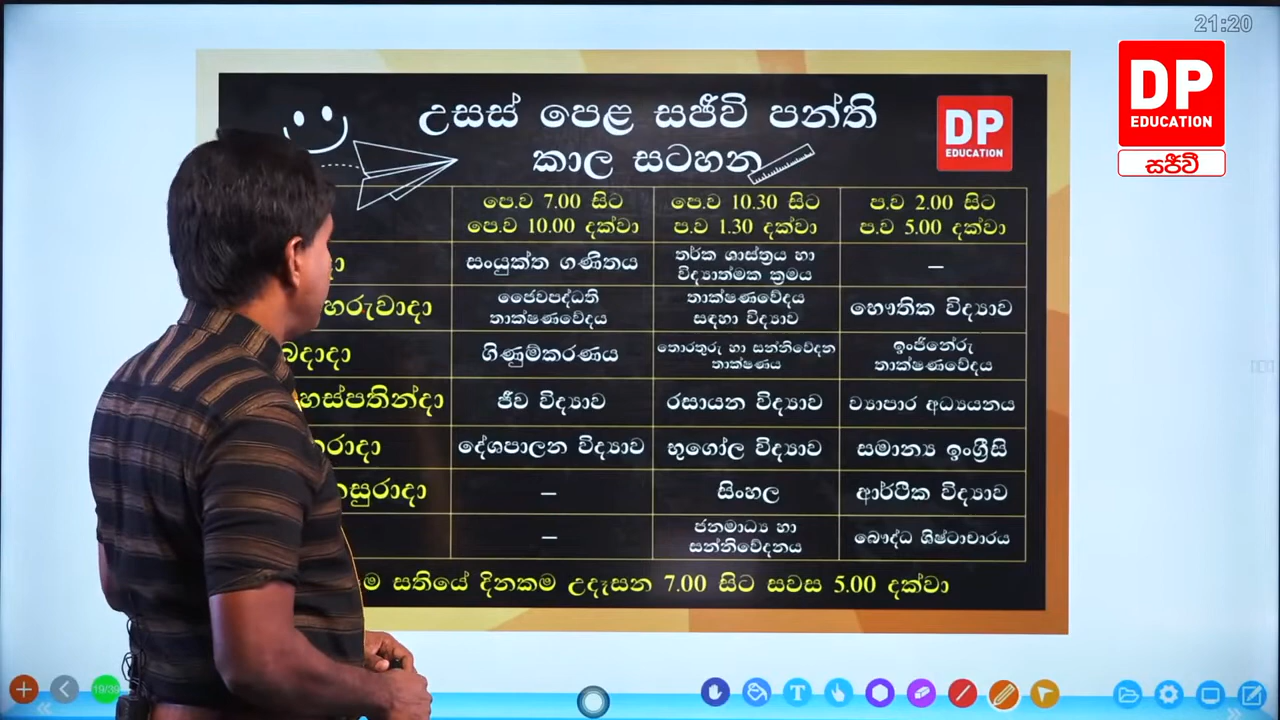 21:20
DP
EDUCATION
සජීවි
උසස් පෙළ සජීවි පන්ති
කාල සටහන
DP
EDUCATION
පෙ.ව 7.00 සිට
පෙ.ව 10.00 දක්වා
පෙ.ව 10.30 සිට
ප.ව 1.30 දක්වා
ප.ව 2.00 සිට
ප.ව 5.00 දක්වා
සංයුක්ත ගණිතය
තර්ක ශාස්ත්‍රය හා
විද්‍යාත්මක ක්‍රමය
–
ජෛවපද්ධති
තාක්ෂණවේදය
තාක්ෂණවේදය
සඳහා විද්‍යාව
භෞතික විද්‍යාව
බදාදා
ගිණුම්කරණය
තොරතුරු හා සන්නිවේදන
තාක්ෂණය
ඉංජිනේරු
තාක්ෂණවේදය
ජීව විද්‍යාව
රසායන විද්‍යාව
ව්‍යාපාර අධ්‍යයනය
දේශපාලන විද්‍යාව
භූගෝල විද්‍යාව
සමාන්‍ය ඉංග්‍රීසි
–
සිංහල
ආර්ථික විද්‍යාව
–
ජනමාධ්‍ය හා
සන්නිවේදනය
බෞද්ධ ශිෂ්ටාචාරය
සතියේ දිනකම උදෑසන 7.00 සිට සවස 5.00 දක්වා
19/39